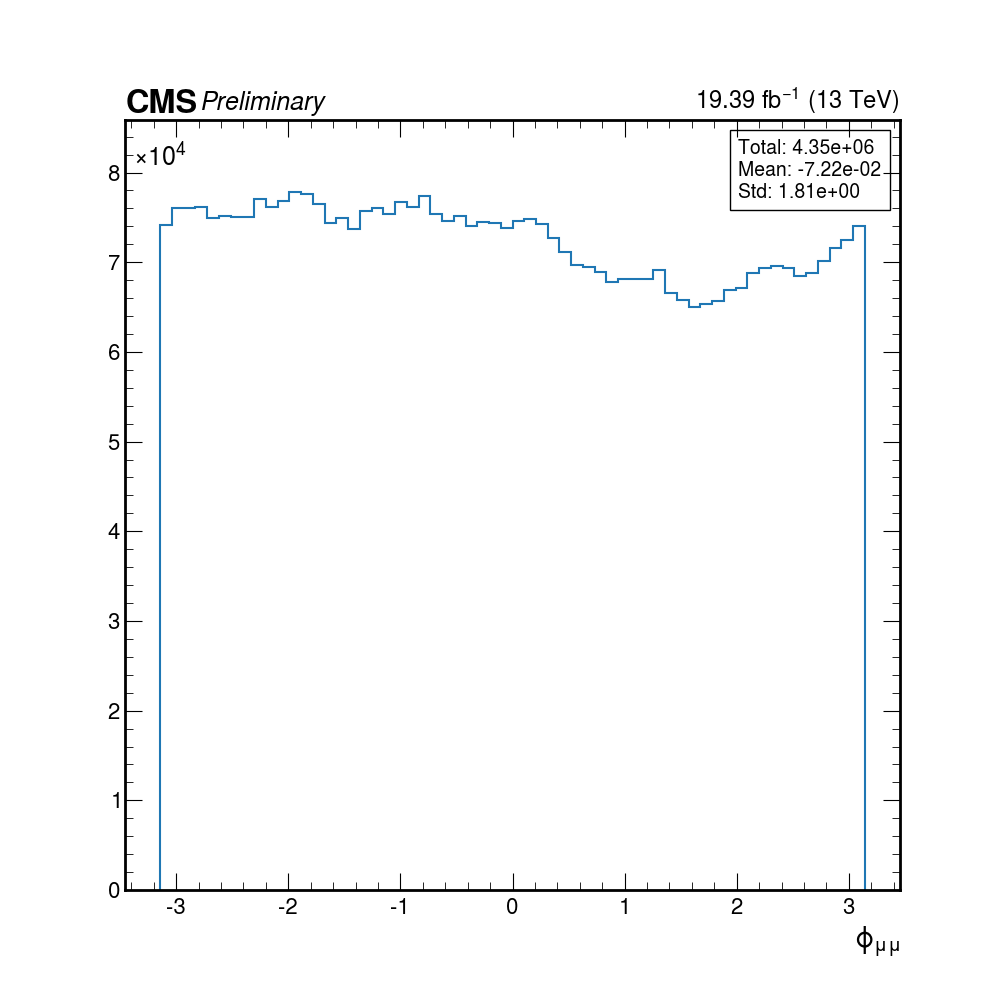 CMS Preliminary
19.39 fb⁻¹ (13 TeV)
×10⁴
Total: 4.35e+06
Mean: -7.22e-02
Std: 1.81e+00
8
7
6
5
4
3
2
1
0
-3 -2 -1 0 1 2 3
ϕμμ